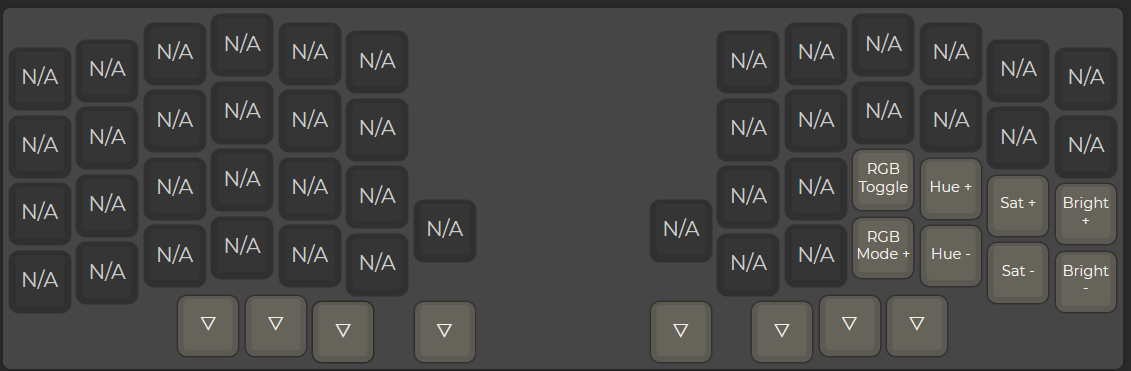 N/A N/A N/A N/A N/A N/A N/A N/A N/A N/A N/A N/A
N/A N/A N/A N/A N/A N/A N/A N/A N/A N/A N/A N/A
N/A N/A N/A N/A N/A N/A N/A N/A
RGB
Toggle
Hue +
Sat +
Bright
+
N/A N/A
N/A N/A N/A N/A N/A N/A N/A N/A
RGB
Mode +
Hue -
Sat -
Bright
-
▽ ▽ ▽ ▽ ▽ ▽ ▽ ▽